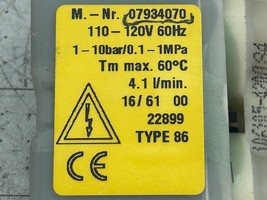 M. - Nr. 07934070
110 - 120V 60Hz
1 - 10bar/0.1 - 1MPa
Tm max. 60°C
4.1 l/min.
16/ 61 00
22899
TYPE 86
CE